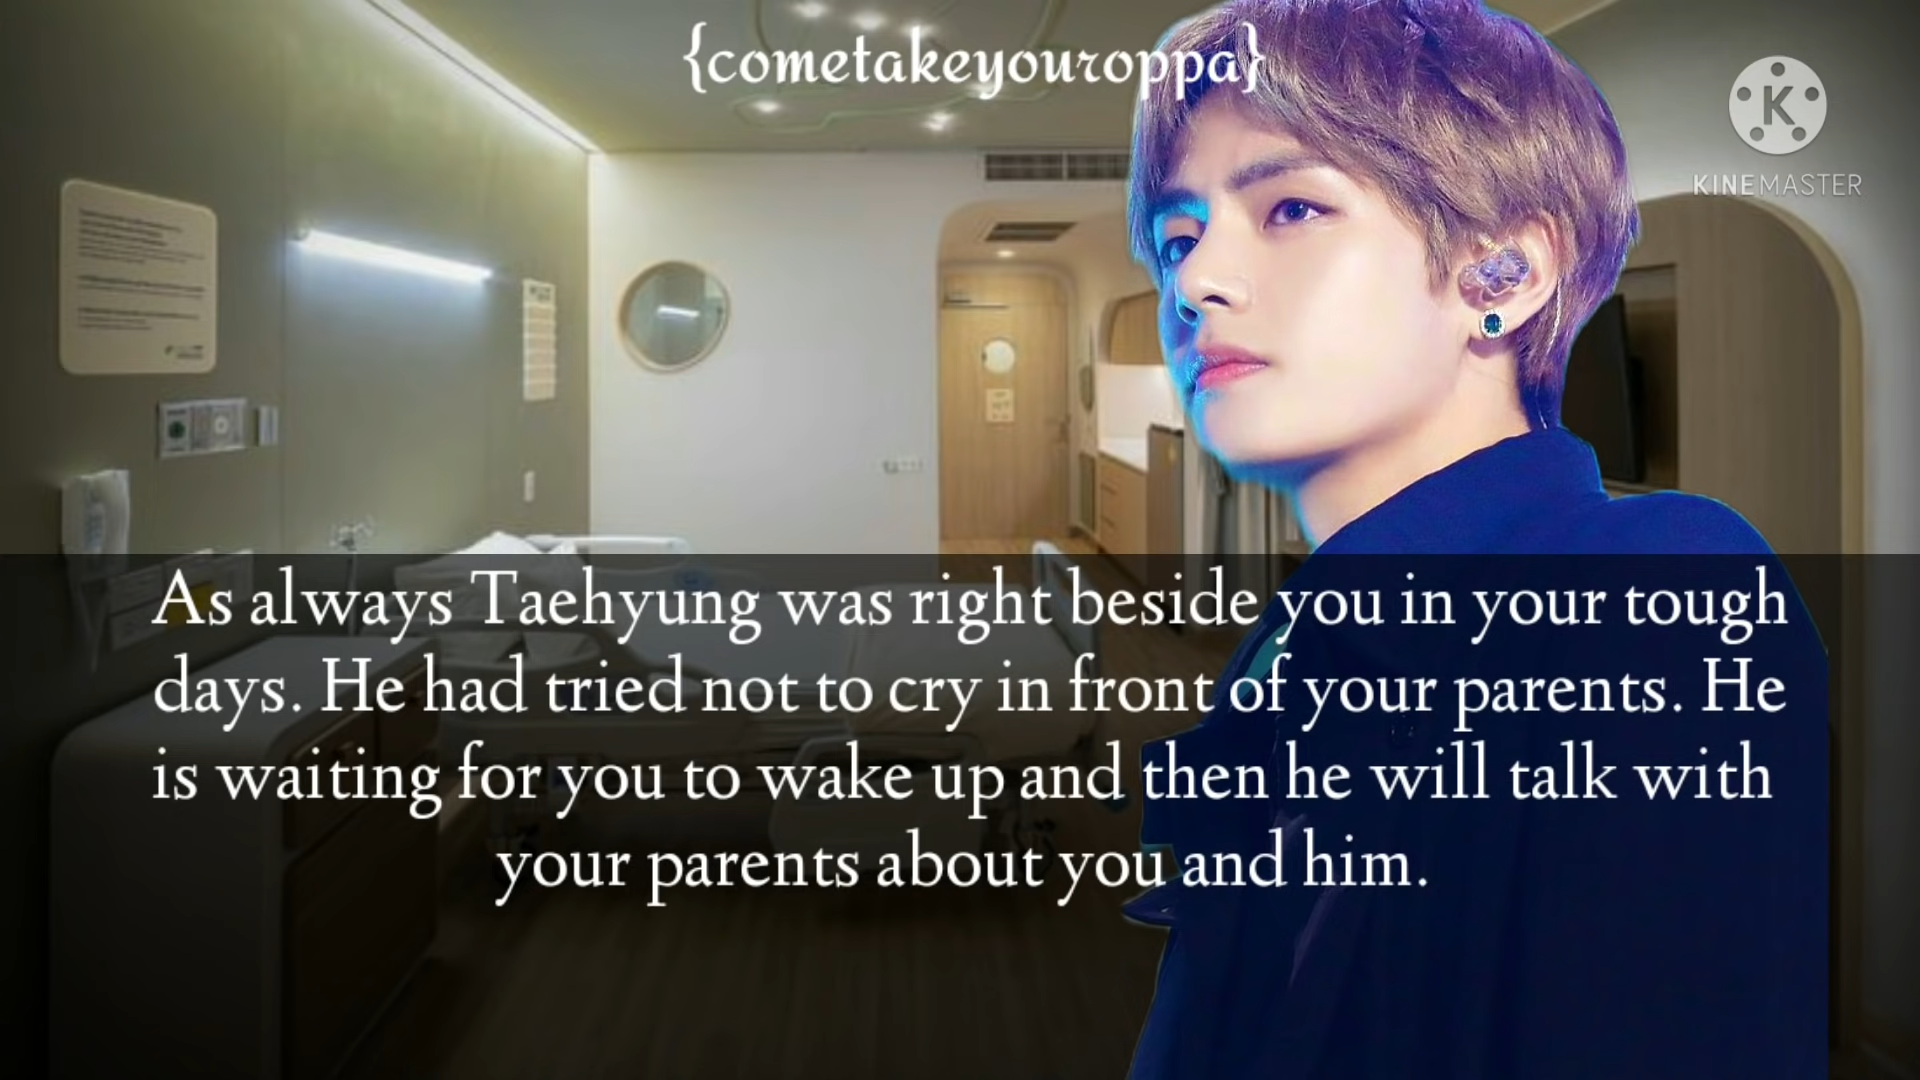 {cometakeyouroppa}
KINEMASTER
As always Taehyung was right beside you in your tough
days. He had tried not to cry in front of your parents. He
is waiting for you to wake up and then he will talk with
your parents about you and him.